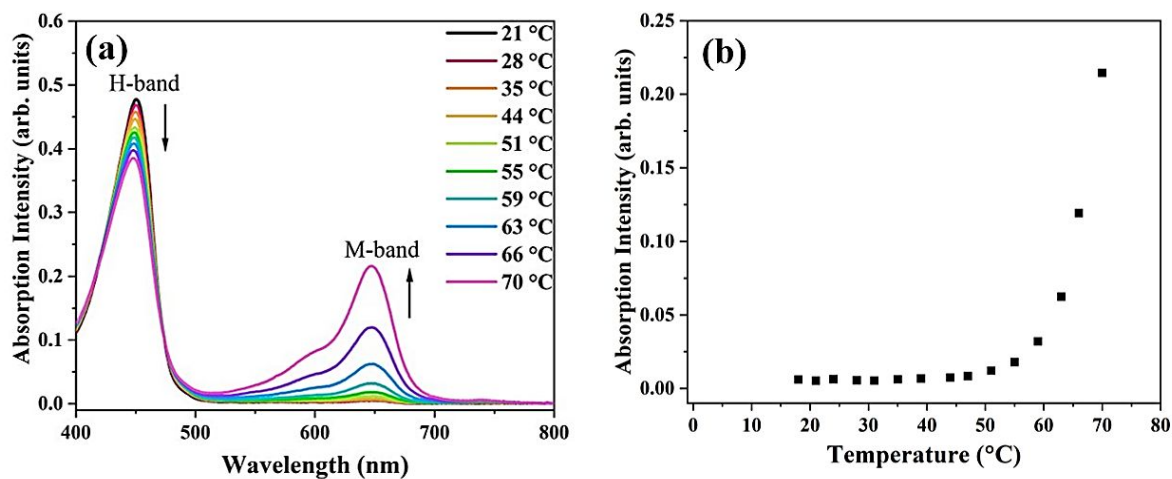 (a)
H-band
M-band
21 °C
28 °C
35 °C
44 °C
51 °C
55 °C
59 °C
63 °C
66 °C
70 °C
Absorption Intensity (arb. units)
0.6
0.5
0.4
0.3
0.2
0.1
0.0
400
500
600
700
800
Wavelength (nm)
(b)
Absorption Intensity (arb. units)
0.25
0.20
0.15
0.10
0.05
0.00
0
10
20
30
40
50
60
70
80
Temperature (°C)